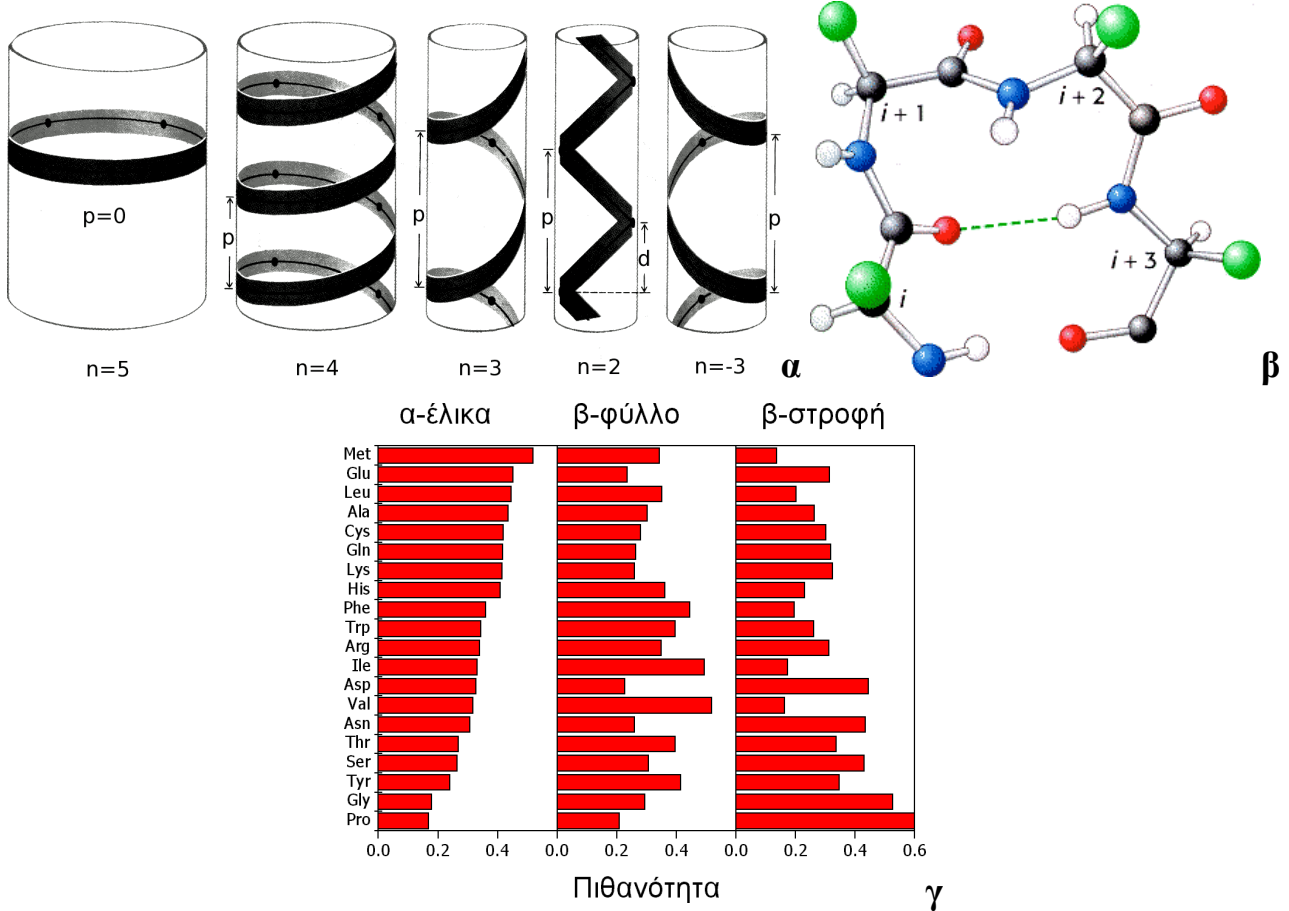 p=0
p
p
p
d
p
n=5
n=4
n=3
n=2
n=-3
α
i + 1
i + 2
i + 3
i
β
α-έλικα
β-φύλλο
β-στροφή
Met
Glu
Leu
Ala
Cys
Gln
Lys
His
Phe
Trp
Arg
Ile
Asp
Val
Asn
Thr
Ser
Tyr
Gly
Pro
0.0 0.2 0.4 0.0 0.2 0.4 0.0 0.2 0.4 0.6
Πιθανότητα
γ